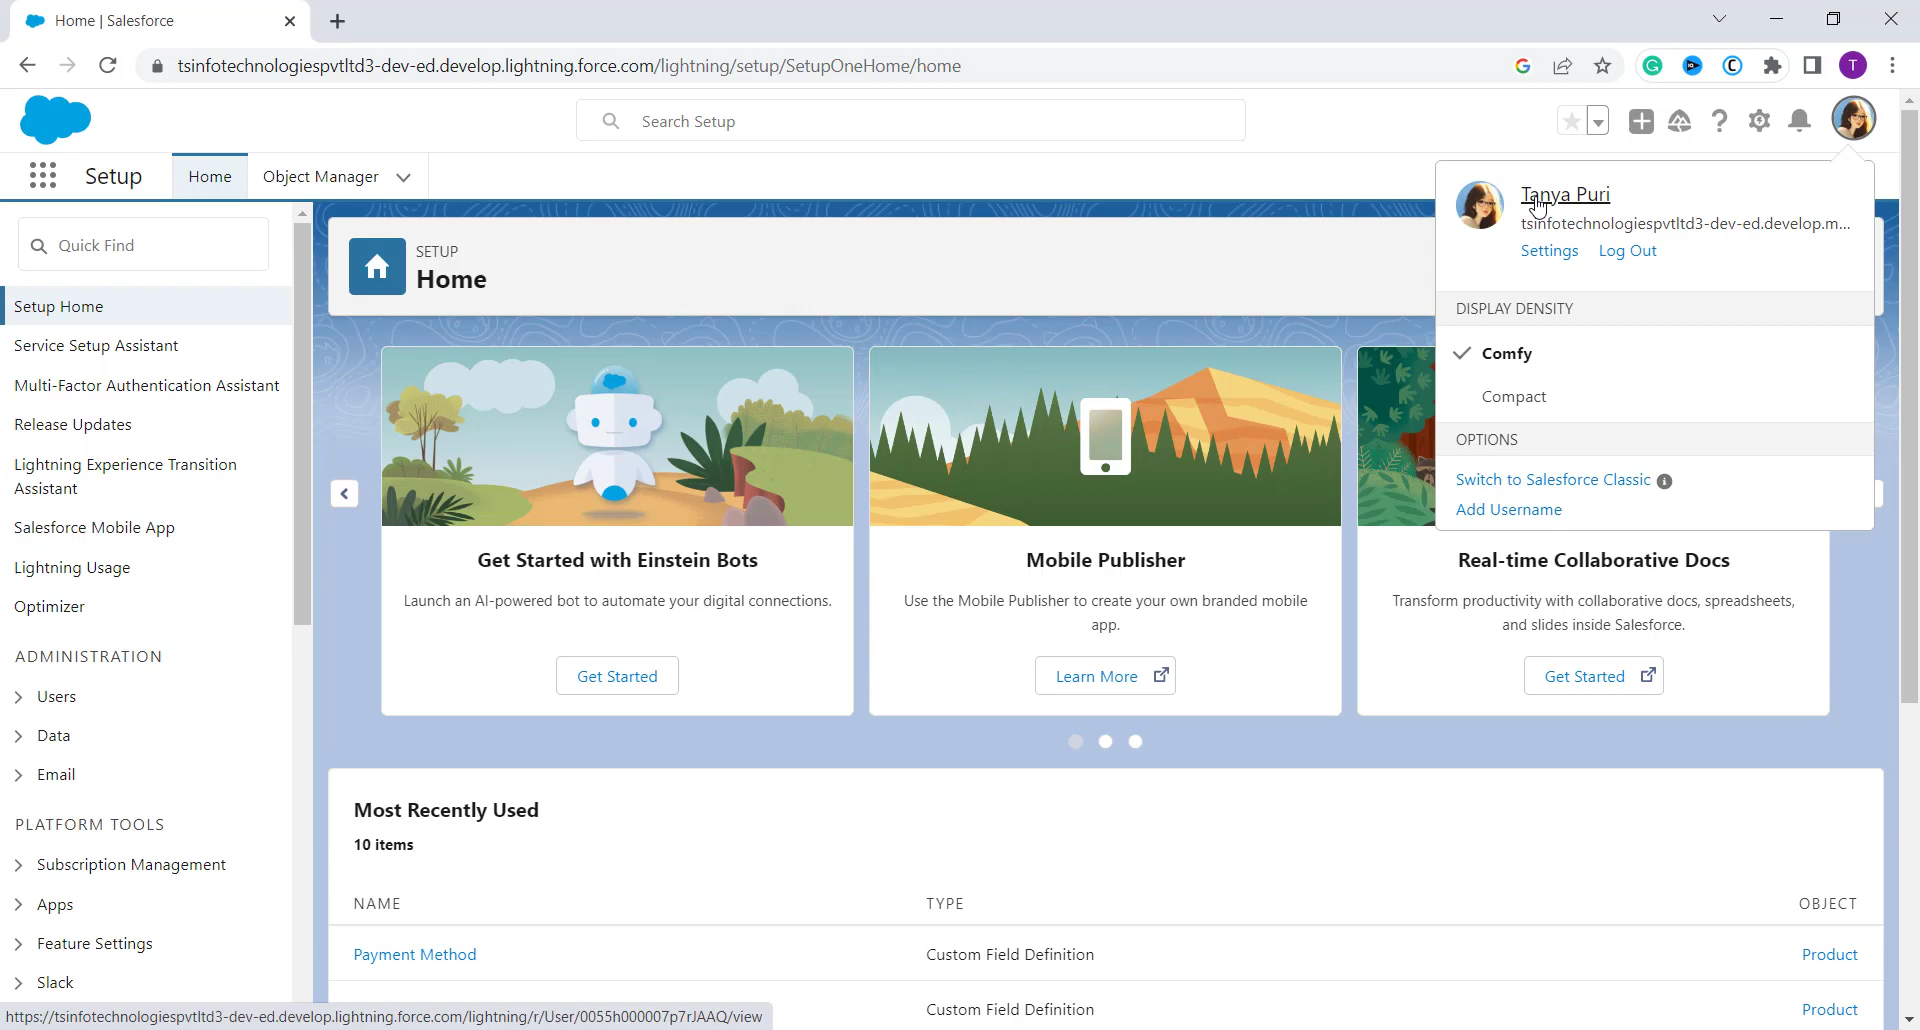 Home | Salesforce
tsinfotechnologiespvtltd3-dev-ed.develop.lightning.force.com/lightning/setup/SetupOneHome/home
T
Search Setup
Setup
Home
Object Manager
Tanya Puri
tsinfotechnologiespvtltd3-dev-ed.develop.m...
Settings
Log Out
DISPLAY DENSITY
Comfy
Compact
OPTIONS
Switch to Salesforce Classic
Add Username
Quick Find
Setup Home
Service Setup Assistant
Multi-Factor Authentication Assistant
Release Updates
Lightning Experience Transition
Assistant
Salesforce Mobile App
Lightning Usage
Optimizer
ADMINISTRATION
Users
Data
Email
PLATFORM TOOLS
Subscription Management
Apps
Feature Settings
Slack
SETUP
Home
Get Started with Einstein Bots
Launch an AI-powered bot to automate your digital connections.
Get Started
Mobile Publisher
Use the Mobile Publisher to create your own branded mobile
app.
Learn More
Real-time Collaborative Docs
Transform productivity with collaborative docs, spreadsheets,
and slides inside Salesforce.
Get Started
Most Recently Used
10 items
NAME TYPE OBJECT
Payment Method Custom Field Definition Product
Custom Field Definition Product
https://tsinfotechnologiespvtltd3-dev-ed.develop.lightning.force.com/lightning/r/User/0055h000007p7rJAAQ/view